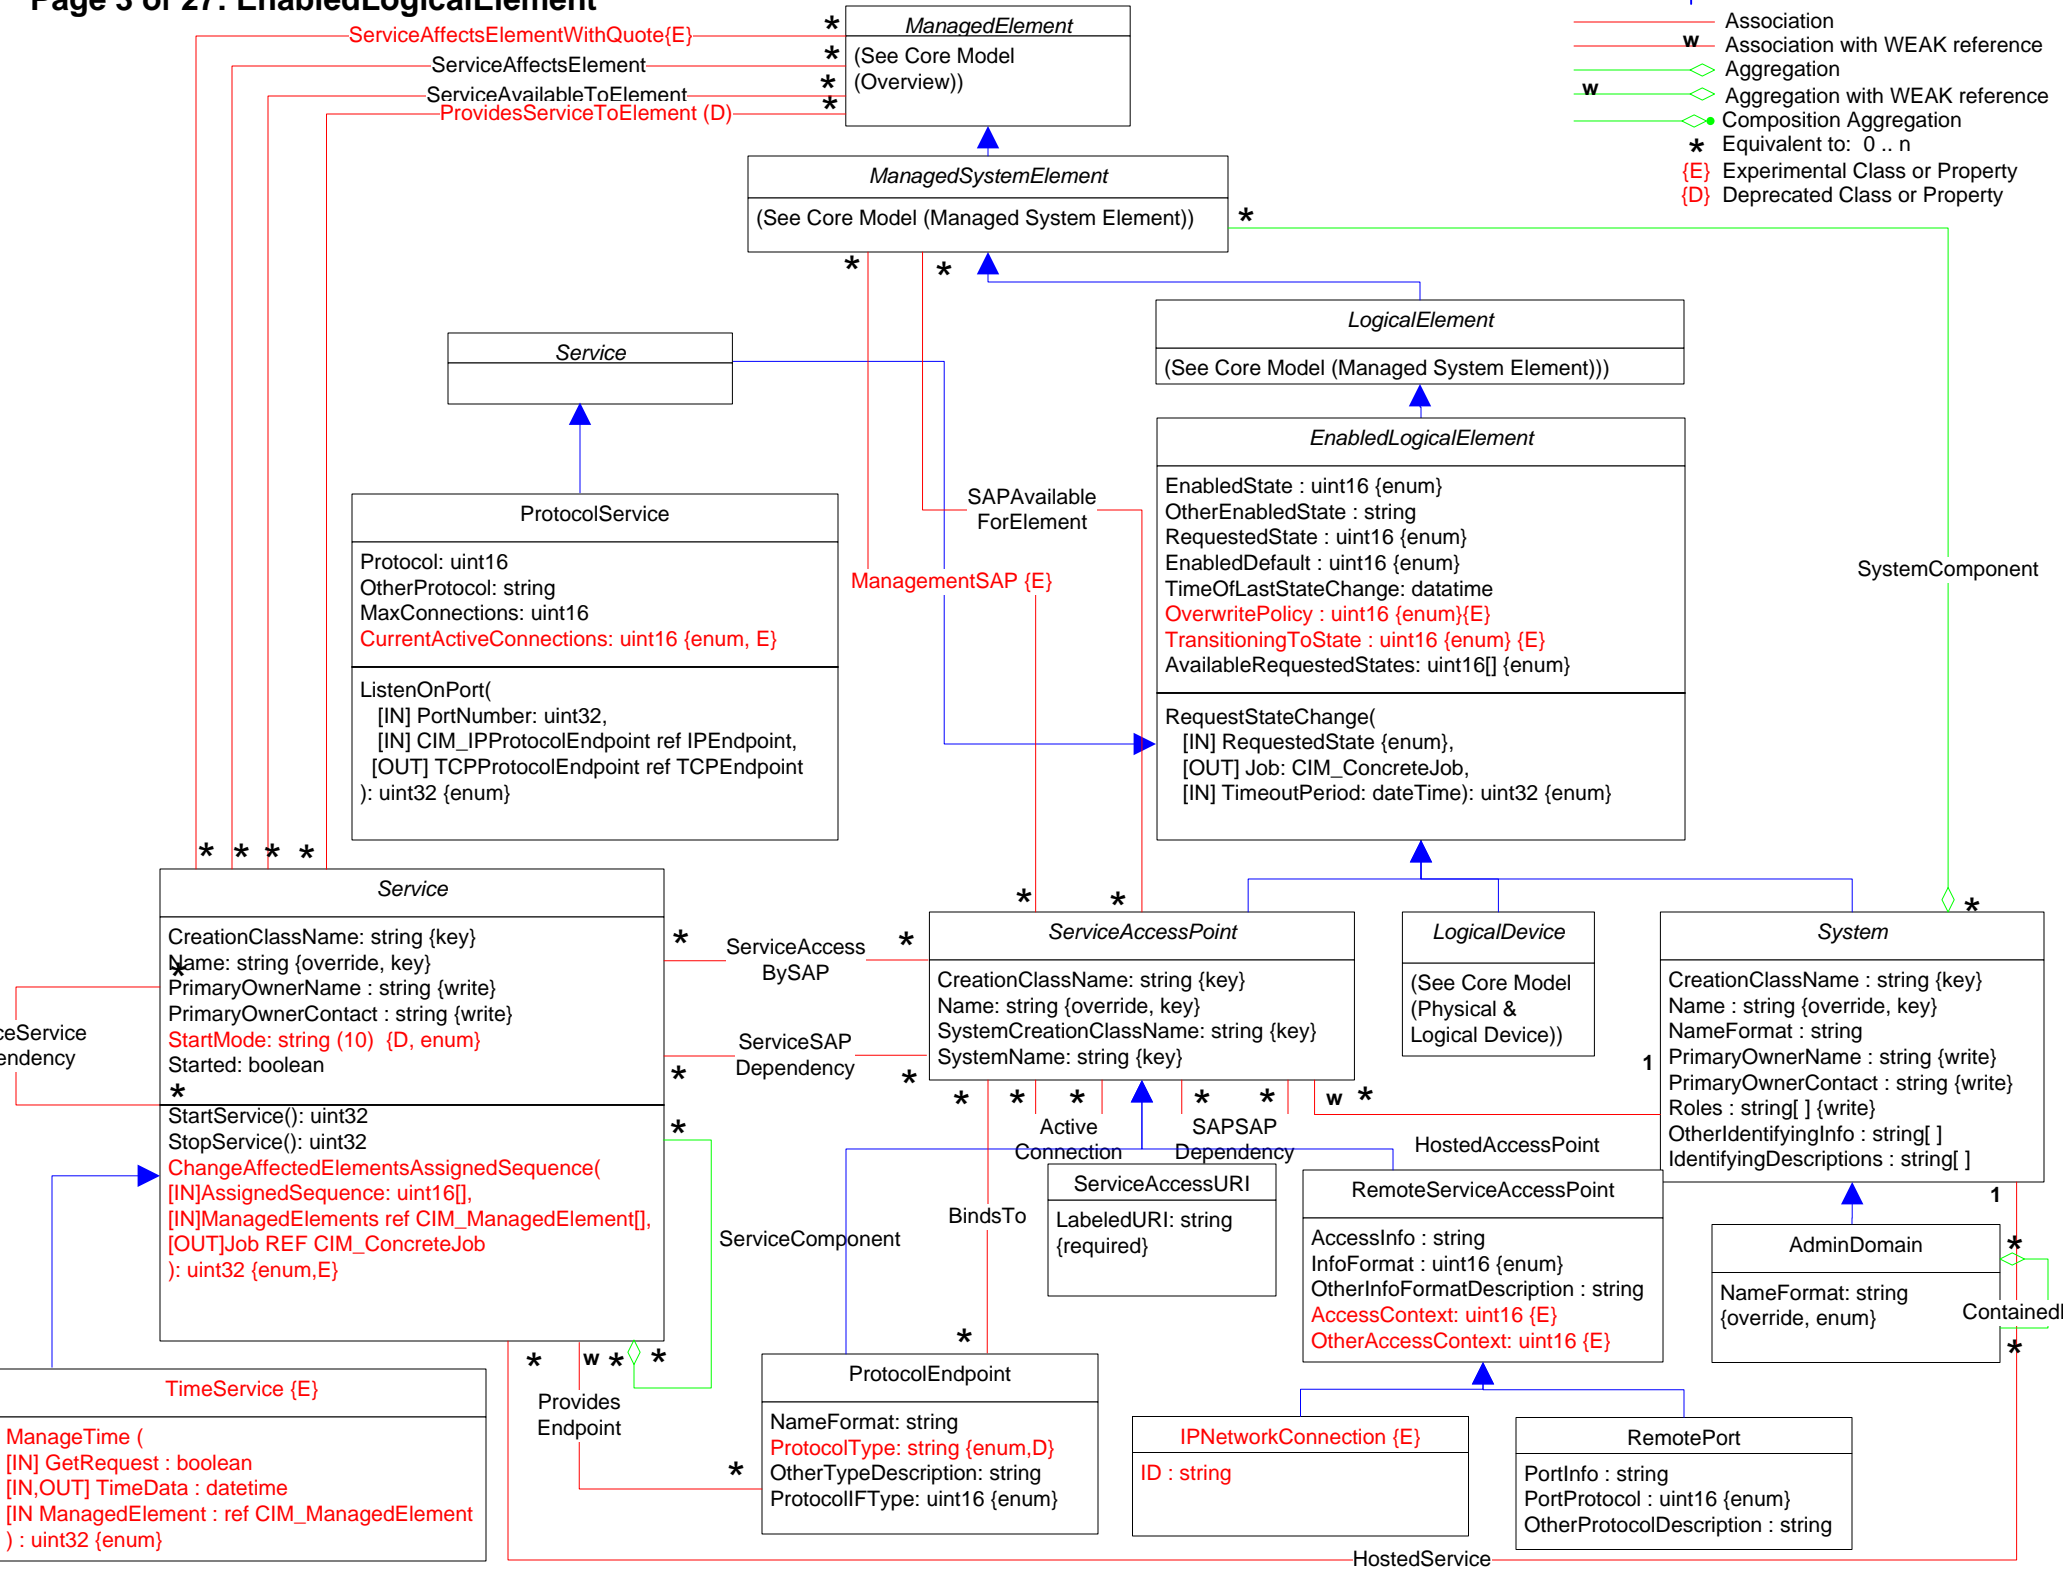 Page 3 of 27: EnabledLogicalElement
Association
w
Association with WEAK reference
Aggregation
w
Aggregation with WEAK reference
Composition Aggregation
* Equivalent to: 0 .. n
{E} Experimental Class or Property
{D} Deprecated Class or Property
ServiceAffectsElementWithQuote{E}
*
ServiceAffectsElement
*
ServiceAvailableToElement
*
ProvidesServiceToElement (D)
*
ManagedElement
(See Core Model
(Overview))
ManagedSystemElement
(See Core Model (Managed System Element))
*
*
*
LogicalElement
(See Core Model (Managed System Element)))
Service
EnabledLogicalElement
EnabledState : uint16 {enum}
OtherEnabledState : string
RequestedState : uint16 {enum}
EnabledDefault : uint16 {enum}
TimeOfLastStateChange: datatime
OverwritePolicy : uint16 {enum}{E}
TransitioningToState : uint16 {enum} {E}
AvailableRequestedStates: uint16[] {enum}
RequestStateChange(
[IN] RequestedState {enum},
[OUT] Job: CIM_ConcreteJob,
[IN] TimeoutPeriod: dateTime): uint32 {enum}
ProtocolService
Protocol: uint16
OtherProtocol: string
MaxConnections: uint16
CurrentActiveConnections: uint16 {enum, E}
ListenOnPort(
[IN] PortNumber: uint32,
[IN] CIM_IPProtocolEndpoint ref IPEndpoint,
[OUT] TCPProtocolEndpoint ref TCPEndpoint
): uint32 {enum}
SAPAvailable
ForElement
ManagementSAP {E}
SystemComponent
* * * *
* *
*
Service
CreationClassName: string {key}
Name: string {override, key}
*
PrimaryOwnerName : string {write}
PrimaryOwnerContact : string {write}
StartMode: string (10) {D, enum}
Started: boolean
*
StartService(): uint32
StopService(): uint32
ChangeAffectedElementsAssignedSequence(
[IN]AssignedSequence: uint16[],
[IN]ManagedElements ref CIM_ManagedElement[],
[OUT]Job REF CIM_ConcreteJob
): uint32 {enum,E}
ceService
endency
*
ServiceAccess
BySAP
*
ServiceSAP
Dependency
*
*
*
ServiceComponent
ServiceAccessPoint
CreationClassName: string {key}
Name: string {override, key}
SystemCreationClassName: string {key}
SystemName: string {key}
LogicalDevice
(See Core Model
(Physical &
Logical Device))
System
CreationClassName : string {key}
Name : string {override, key}
NameFormat : string
PrimaryOwnerName : string {write}
PrimaryOwnerContact : string {write}
Roles : string[ ] {write}
OtherIdentifyingInfo : string[ ]
IdentifyingDescriptions : string[ ]
1
* * * * * w *
Active
Connection
SAPSAP
Dependency
HostedAccessPoint
BindsTo
*
ServiceAccessURI
LabeledURI: string
{required}
RemoteServiceAccessPoint
AccessInfo : string
InfoFormat : uint16 {enum}
OtherInfoFormatDescription : string
AccessContext: uint16 {E}
OtherAccessContext: uint16 {E}
1
AdminDomain
NameFormat: string
{override, enum}
*
Contained
*
* w * *
Provides
Endpoint
*
TimeService {E}
ManageTime (
[IN] GetRequest : boolean
[IN,OUT] TimeData : datetime
[IN ManagedElement : ref CIM_ManagedElement
) : uint32 {enum}
ProtocolEndpoint
NameFormat: string
ProtocolType: string {enum,D}
OtherTypeDescription: string
ProtocolIFType: uint16 {enum}
IPNetworkConnection {E}
ID : string
RemotePort
PortInfo : string
PortProtocol : uint16 {enum}
OtherProtocolDescription : string
HostedService